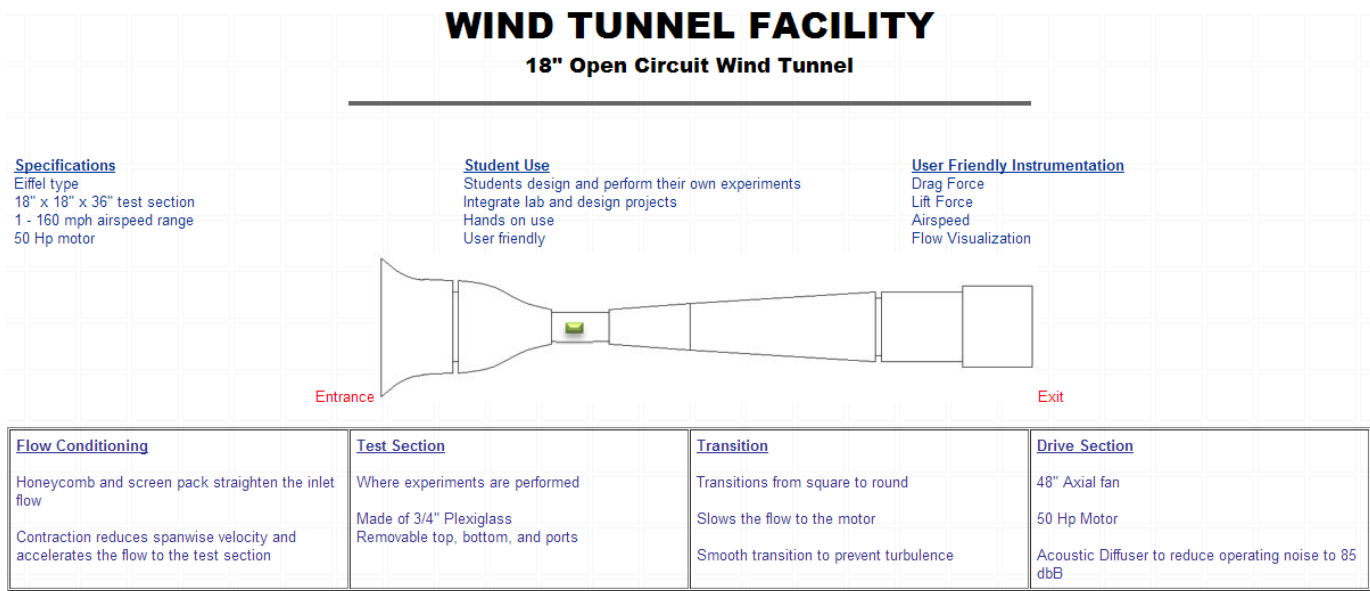 WIND TUNNEL FACILITY
18" Open Circuit Wind Tunnel
Specifications
Eiffel type
18" x 18" x 36" test section
1 - 160 mph airspeed range
50 Hp motor
Student Use
Students design and perform their own experiments
Integrate lab and design projects
Hands on use
User friendly
User Friendly Instrumentation
Drag Force
Lift Force
Airspeed
Flow Visualization
Entrance
Exit
Flow Conditioning
Honeycomb and screen pack straighten the inlet
flow
Contraction reduces spanwise velocity and
accelerates the flow to the test section
Test Section
Where experiments are performed
Made of 3/4" Plexiglass
Removable top, bottom, and ports
Transition
Transitions from square to round
Slows the flow to the motor
Smooth transition to prevent turbulence
Drive Section
48" Axial fan
50 Hp Motor
Acoustic Diffuser to reduce operating noise to 85
dbB